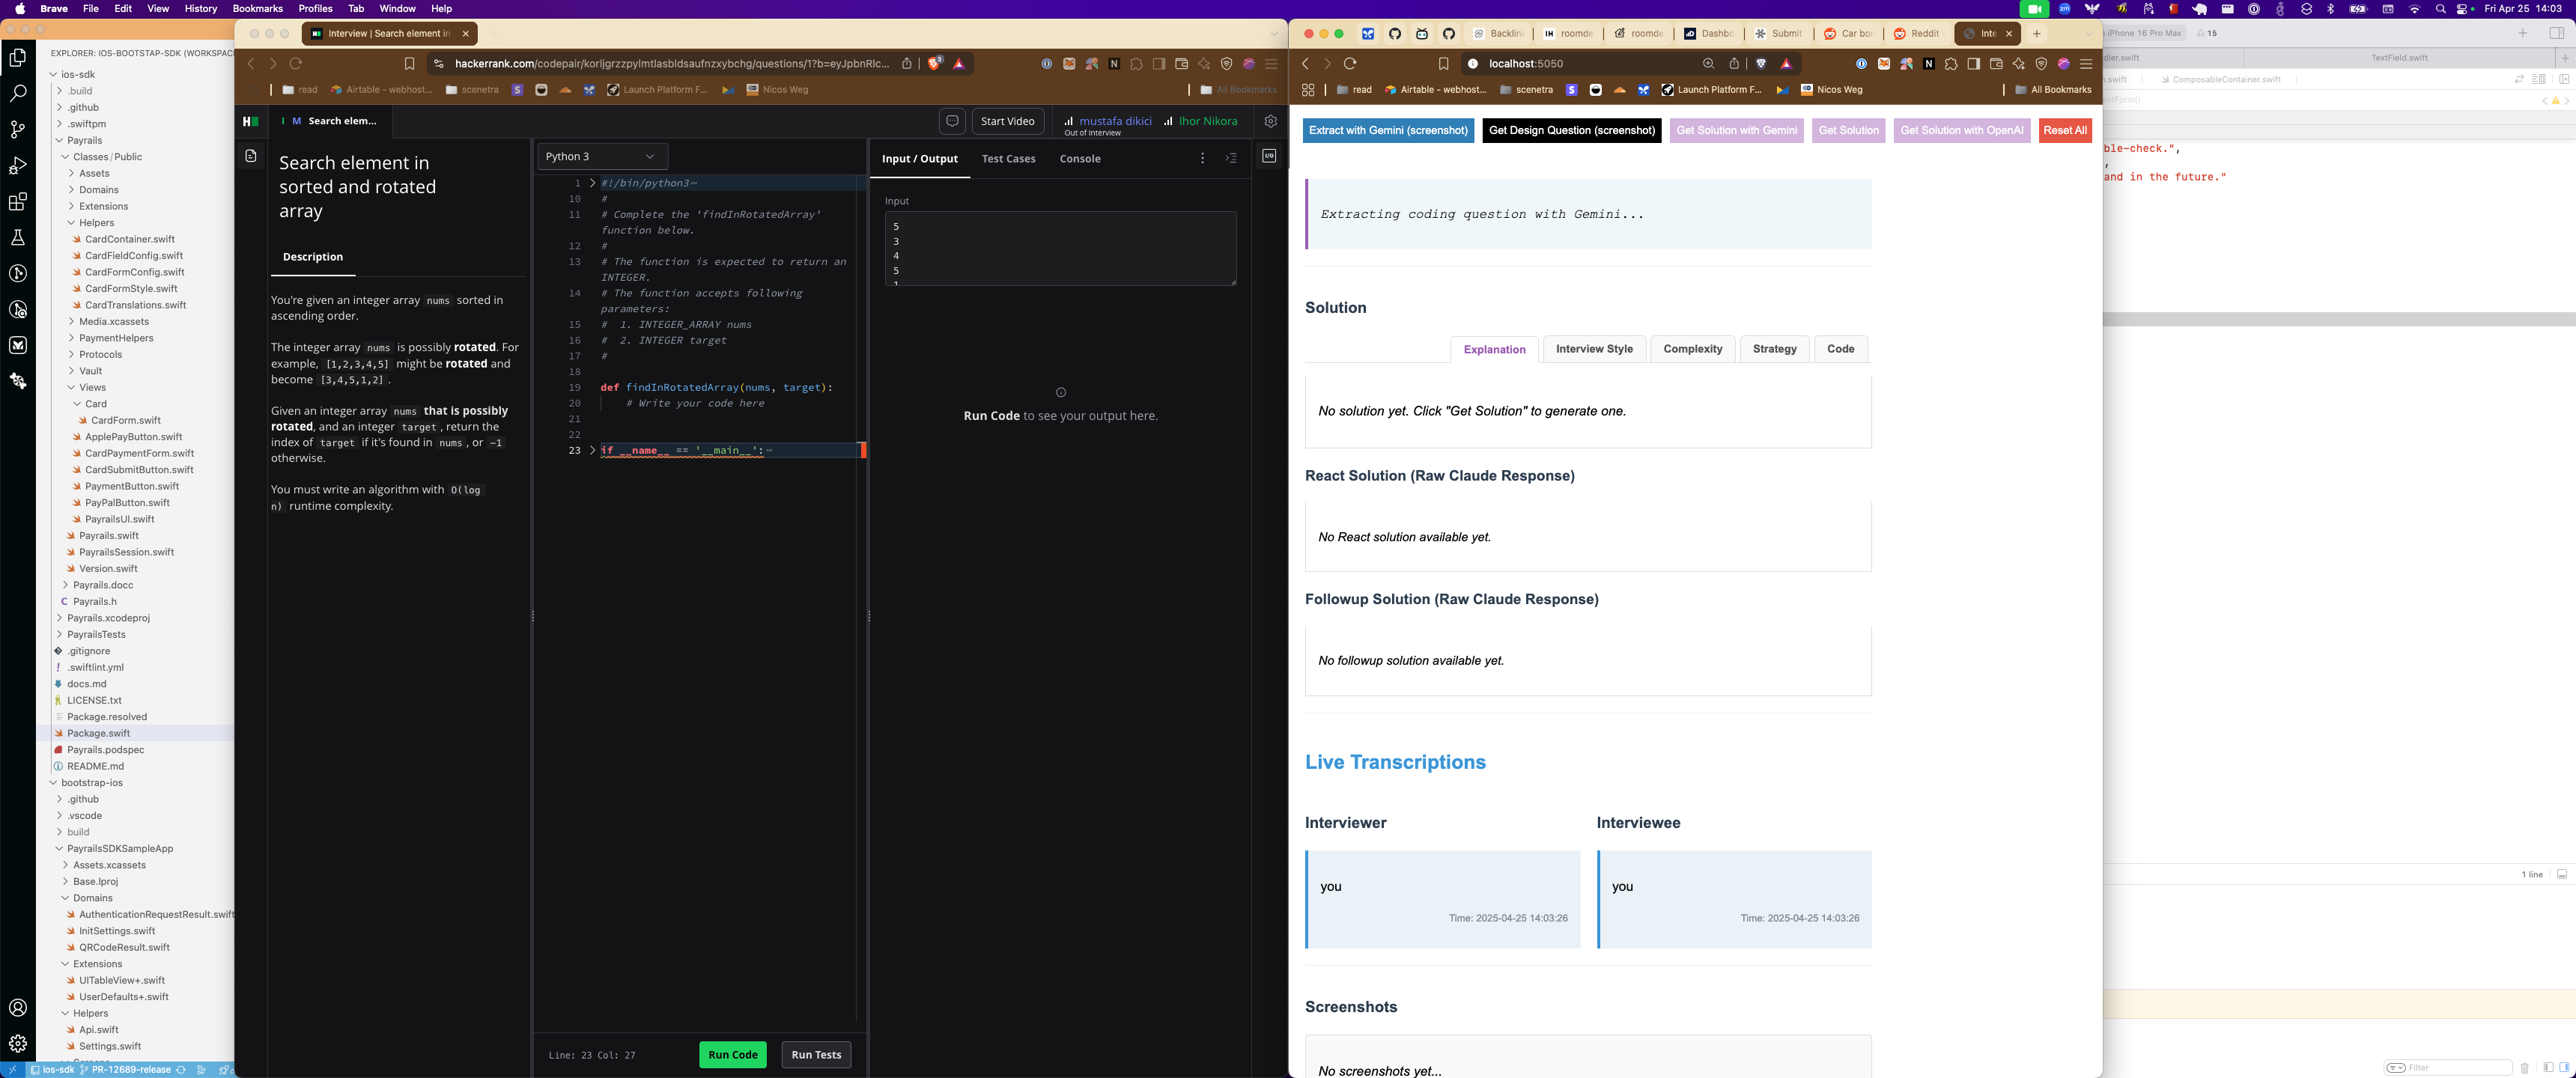 Brave File Edit View History Bookmarks Profiles Tab Window Help
Fri Apr 25 14:03
EXPLORER: IOS-BOOTSTAP-SDK (WORKSPAC
ios-sdk
.build
.github
.swiftpm
Payrails
Classes/Public
Assets
Domains
Extensions
Helpers
CardContainer.swift
CardFieldConfig.swift
CardFormConfig.swift
CardFormStyle.swift
CardTranslations.swift
Media.xcassets
PaymentHelpers
Protocols
Vault
Views
Card
CardForm.swift
ApplePayButton.swift
CardPaymentForm.swift
CardSubmitButton.swift
PaymentButton.swift
PayPalButton.swift
PayrailsUI.swift
Payrails.swift
PayrailsSession.swift
Version.swift
Payrails.docc
C Payrails.h
Payrails.xcodeproj
PayrailsTests
.gitignore
! .swiftlint.yml
docs.md
LICENSE.txt
Package.resolved
Package.swift
Payrails.podspec
README.md
bootstrap-ios
.github
.vscode
build
PayrailsSDKSampleApp
Assets.xcassets
Base.lproj
Domains
AuthenticationRequestResult.swift
InitSettings.swift
QRCodeResult.swift
Extensions
UITableView+.swift
UserDefaults+.swift
Helpers
Api.swift
Settings.swift
ios-sdk PR-12689-release
Interview | Search element in
hackerrank.com/codepair/korljgrzzpylmtlasbldsaufnzxybchg/questions/1?b=eyJpbnRlc...
read Airtable - webhost... scenetra Launch Platform F... Nicos Weg All Bookmarks
I M Search elem...
Start Video
mustafa dikici
Out of interview
Ihor Nikora
Search element in
sorted and rotated
array
Description
You're given an integer array nums sorted in
ascending order.
The integer array nums is possibly rotated. For
example, [1,2,3,4,5] might be rotated and
become [3,4,5,1,2].
Given an integer array nums that is possibly
rotated, and an integer target, return the
index of target if it's found in nums, or -1
otherwise.
You must write an algorithm with O(log
n) runtime complexity.
Python 3
1 #!/bin/python3
10 #
11 # Complete the 'findInRotatedArray'
function below.
12 #
13 # The function is expected to return an
INTEGER.
14 # The function accepts following
parameters:
15 # 1. INTEGER_ARRAY nums
16 # 2. INTEGER target
17 #
18
19 def findInRotatedArray(nums, target):
20 # Write your code here
21
22
23 if __name__ == '__main__':
Line: 23 Col: 27
Run Code
Run Tests
Input / Output Test Cases Console
Input
5
3
4
5
1
Run Code to see your output here.
Backlin roomde roomde Dashbo Submit Car bor Reddit Inte
localhost:5050
read Airtable - webhost... scenetra Launch Platform F... Nicos Weg All Bookmarks
Extract with Gemini (screenshot) Get Design Question (screenshot) Get Solution with Gemini Get Solution Get Solution with OpenAI Reset All
Extracting coding question with Gemini...
Solution
Explanation Interview Style Complexity Strategy Code
No solution yet. Click "Get Solution" to generate one.
React Solution (Raw Claude Response)
No React solution available yet.
Followup Solution (Raw Claude Response)
No followup solution available yet.
Live Transcriptions
Interviewer
you
Time: 2025-04-25 14:03:26
Interviewee
you
Time: 2025-04-25 14:03:26
Screenshots
No screenshots yet...
iPhone 16 Pro Max 15
dler.swift TextField.swift
n.swift ComposableContainer.swift
ntForm()
ble-check.",
,
and in the future."
1 line
Filter